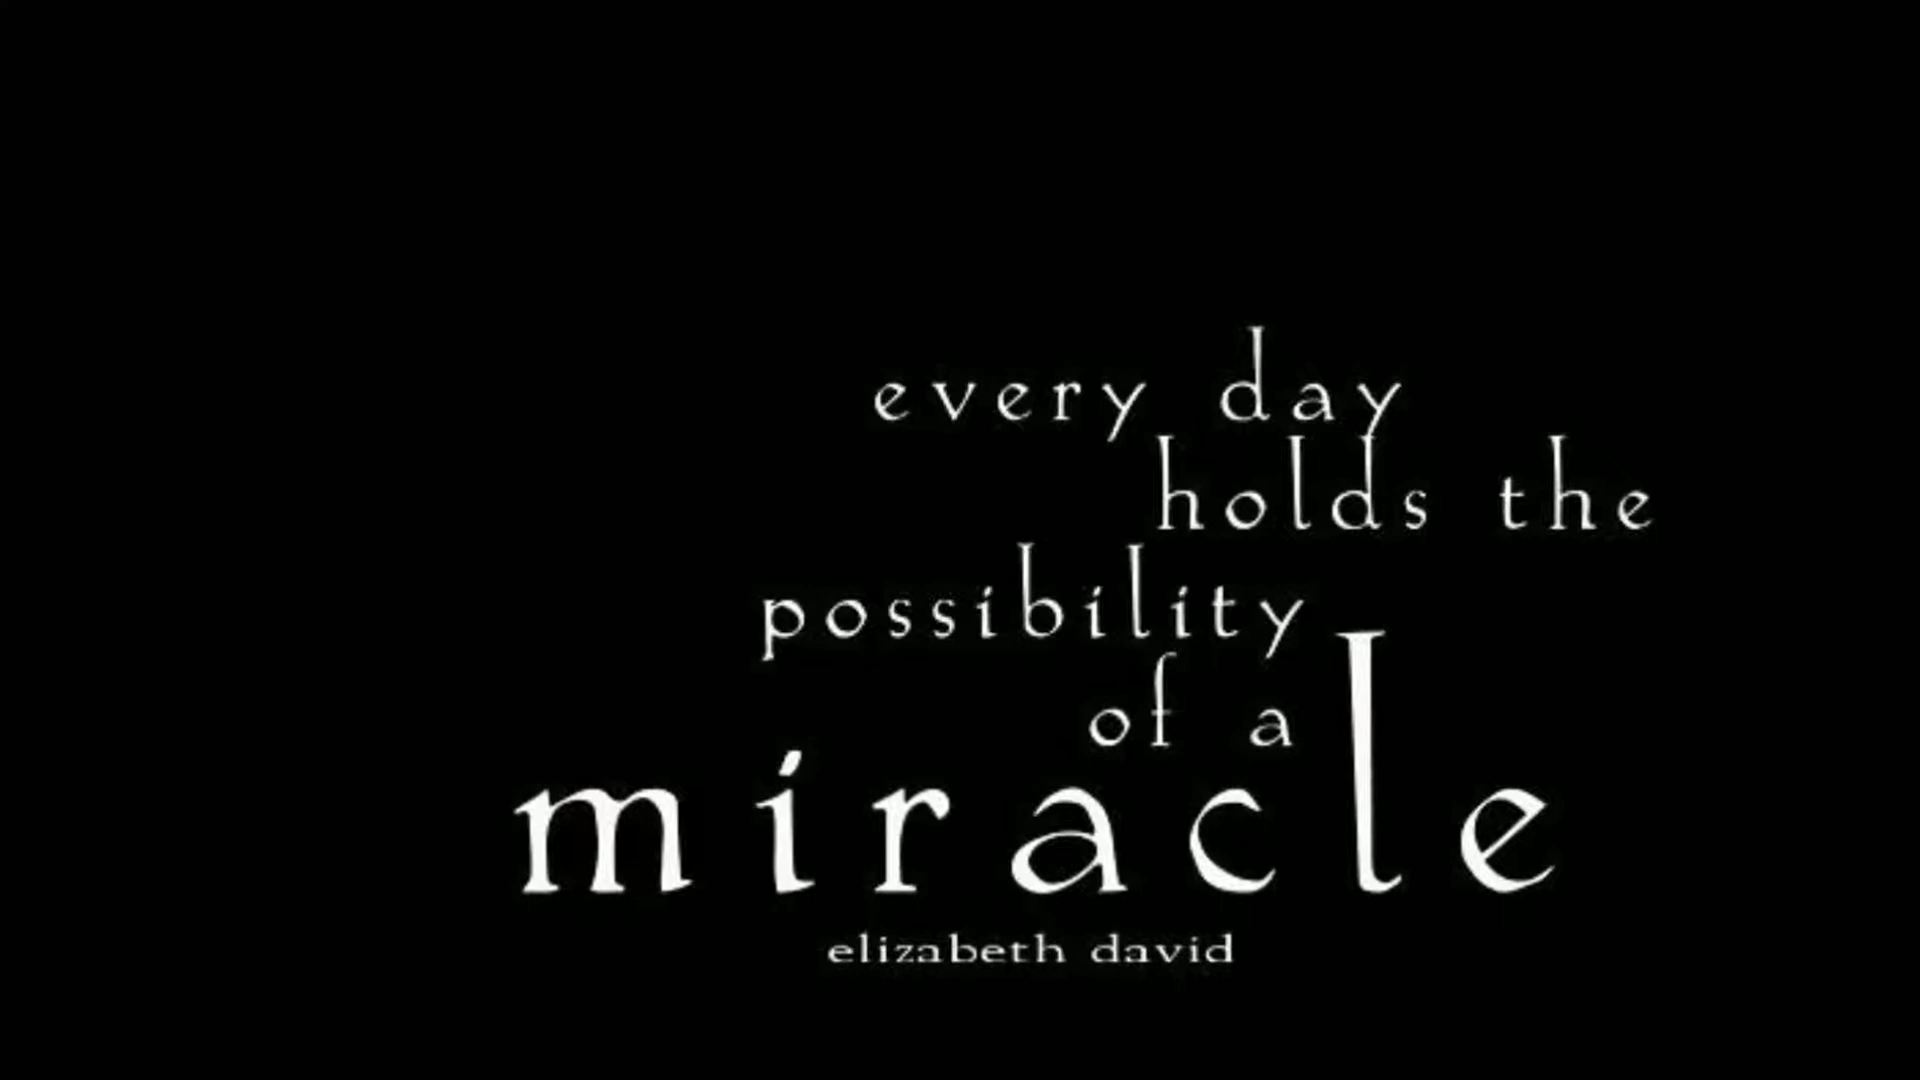 every day
holds the
possibility
of a
miracle
elizabeth david